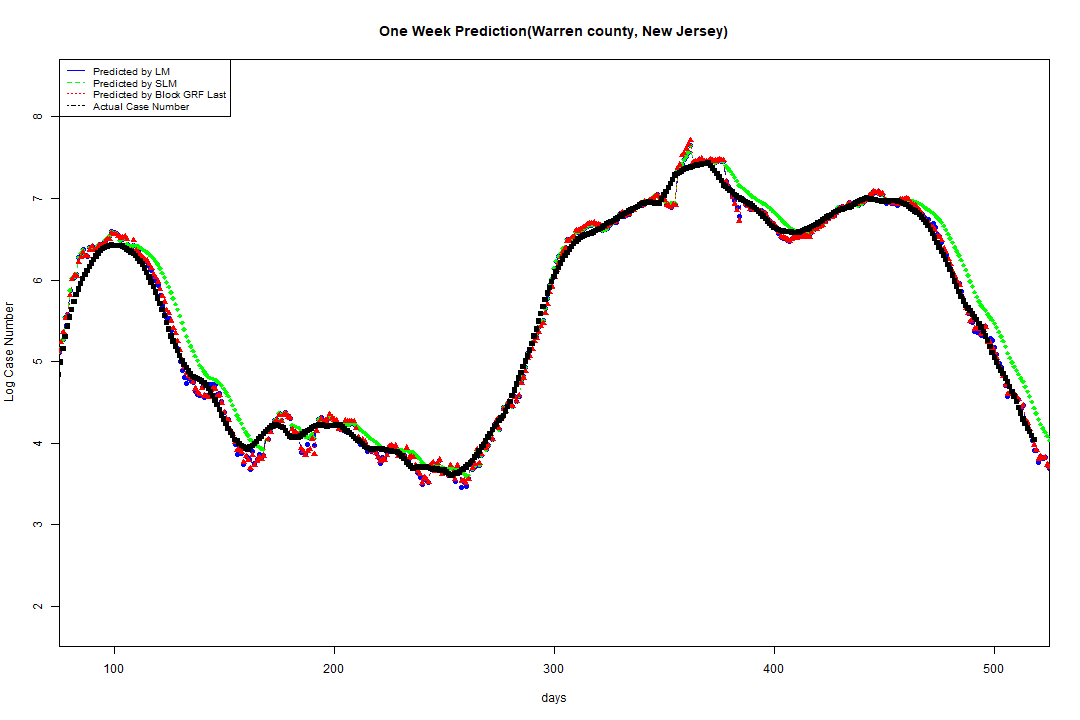 One Week Prediction(Warren county, New Jersey)
Predicted by LM
Predicted by SLM
Predicted by Block GRF Last
Actual Case Number
8
7
6
5
4
3
2
Log Case Number
100 200 300 400 500
days